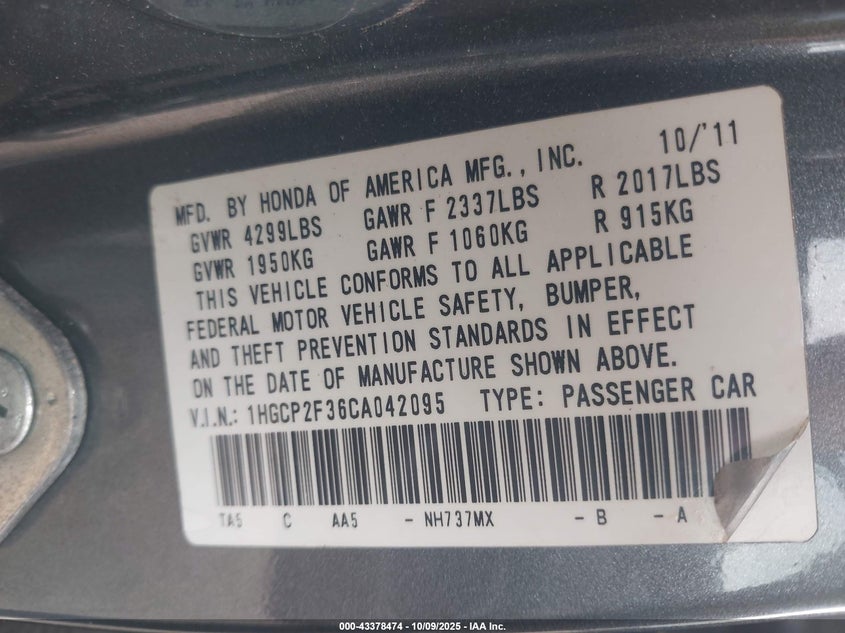 10/'11
MFD. BY HONDA OF AMERICA MFG., INC.
GVWR 4299LBS GAWR F 2337LBS R 2017LBS
GVWR 1950KG GAWR F 1060KG R 915KG
THIS VEHICLE CONFORMS TO ALL APPLICABLE
FEDERAL MOTOR VEHICLE SAFETY, BUMPER,
AND THEFT PREVENTION STANDARDS IN EFFECT
ON THE DATE OF MANUFACTURE SHOWN ABOVE.
V.I.N.: 1HGCP2F36CA042095 TYPE: PASSENGER CAR
TA5 C AA5 - NH737MX - B - A
000-43378474 | 10/09/2025 - IAA Inc.